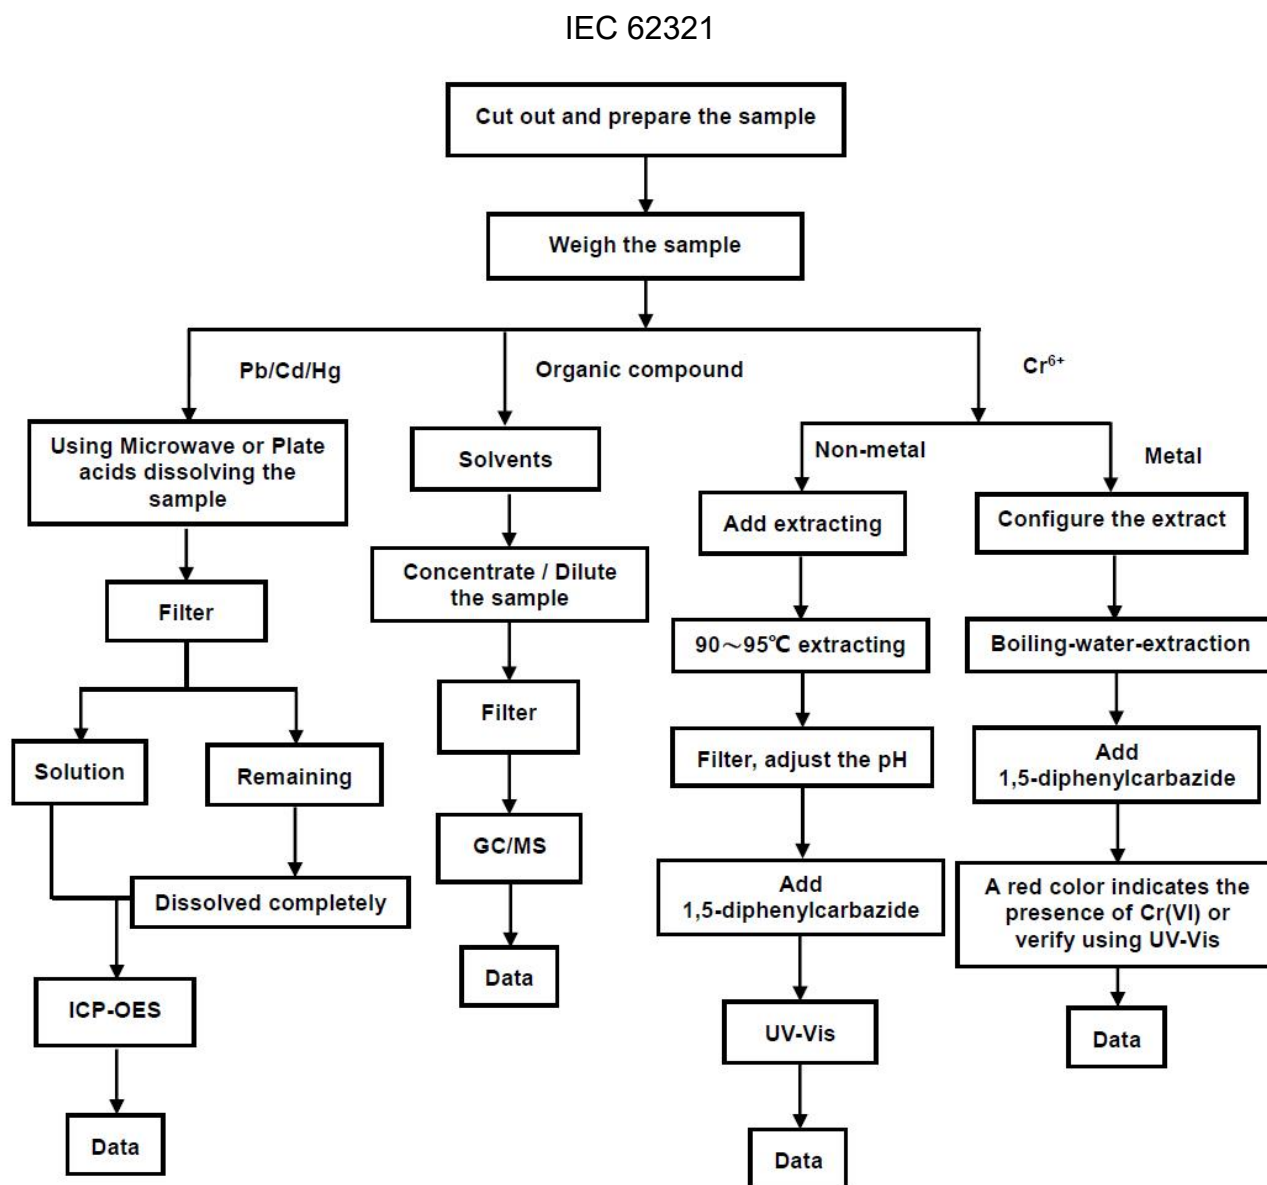 IEC 62321
Cut out and prepare the sample
Weigh the sample
Pb/Cd/Hg
Organic compound
Cr⁶⁺
Using Microwave or Plate
acids dissolving the
sample
Filter
Solution
Remaining
Dissolved completely
ICP-OES
Data
Solvents
Concentrate / Dilute
the sample
Filter
GC/MS
Data
Non-metal
Add extracting
90～95℃ extracting
Filter, adjust the pH
Add
1,5-diphenylcarbazide
UV-Vis
Data
Metal
Configure the extract
Boiling-water-extraction
Add
1,5-diphenylcarbazide
A red color indicates the
presence of Cr(VI) or
verify using UV-Vis
Data